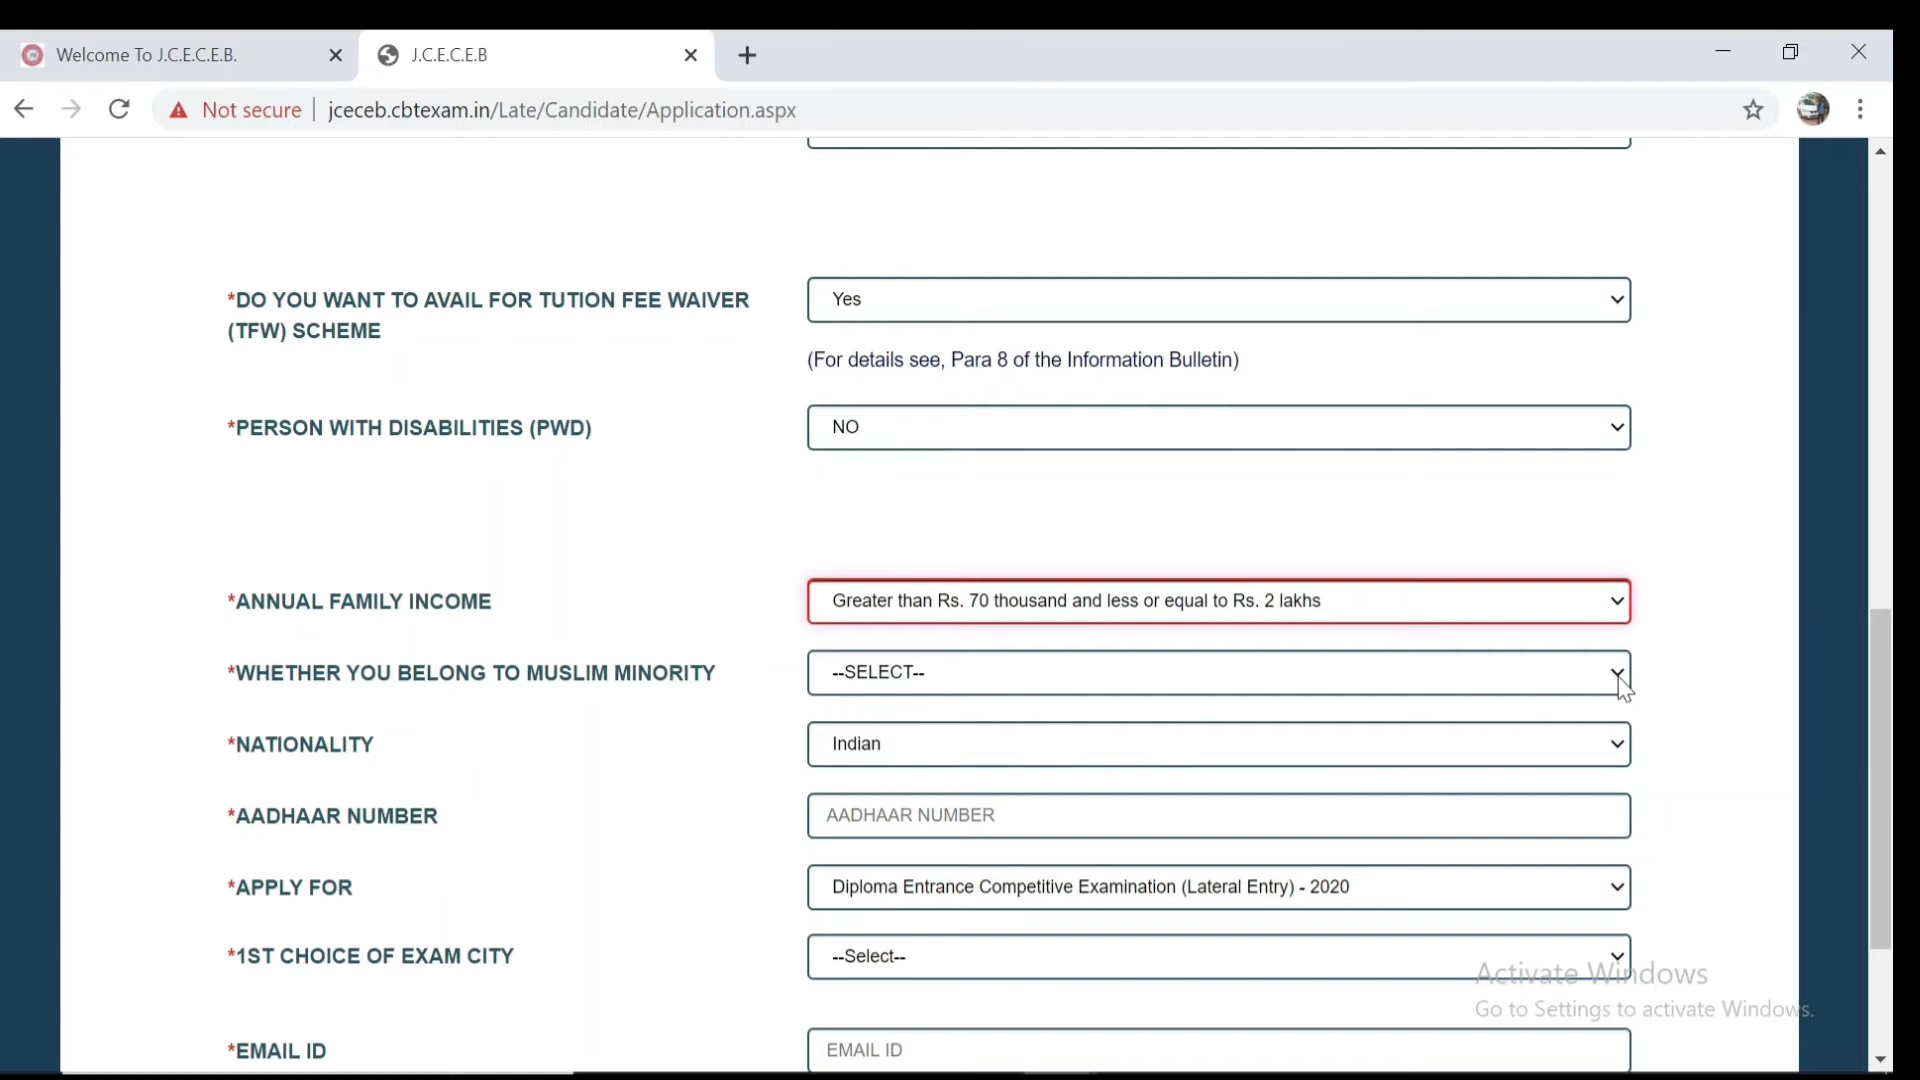 Welcome To J.C.E.C.E.B.
J.C.E.C.E.B
Not secure
jceceb.cbtexam.in/Late/Candidate/Application.aspx
*DO YOU WANT TO AVAIL FOR TUTION FEE WAIVER
(TFW) SCHEME
Yes
(For details see, Para 8 of the Information Bulletin)
*PERSON WITH DISABILITIES (PWD)
NO
*ANNUAL FAMILY INCOME
Greater than Rs. 70 thousand and less or equal to Rs. 2 lakhs
*WHETHER YOU BELONG TO MUSLIM MINORITY
--SELECT--
*NATIONALITY
Indian
*AADHAAR NUMBER
AADHAAR NUMBER
*APPLY FOR
Diploma Entrance Competitive Examination (Lateral Entry) - 2020
*1ST CHOICE OF EXAM CITY
--Select--
Activate Windows
Go to Settings to activate Windows.
*EMAIL ID
EMAIL ID